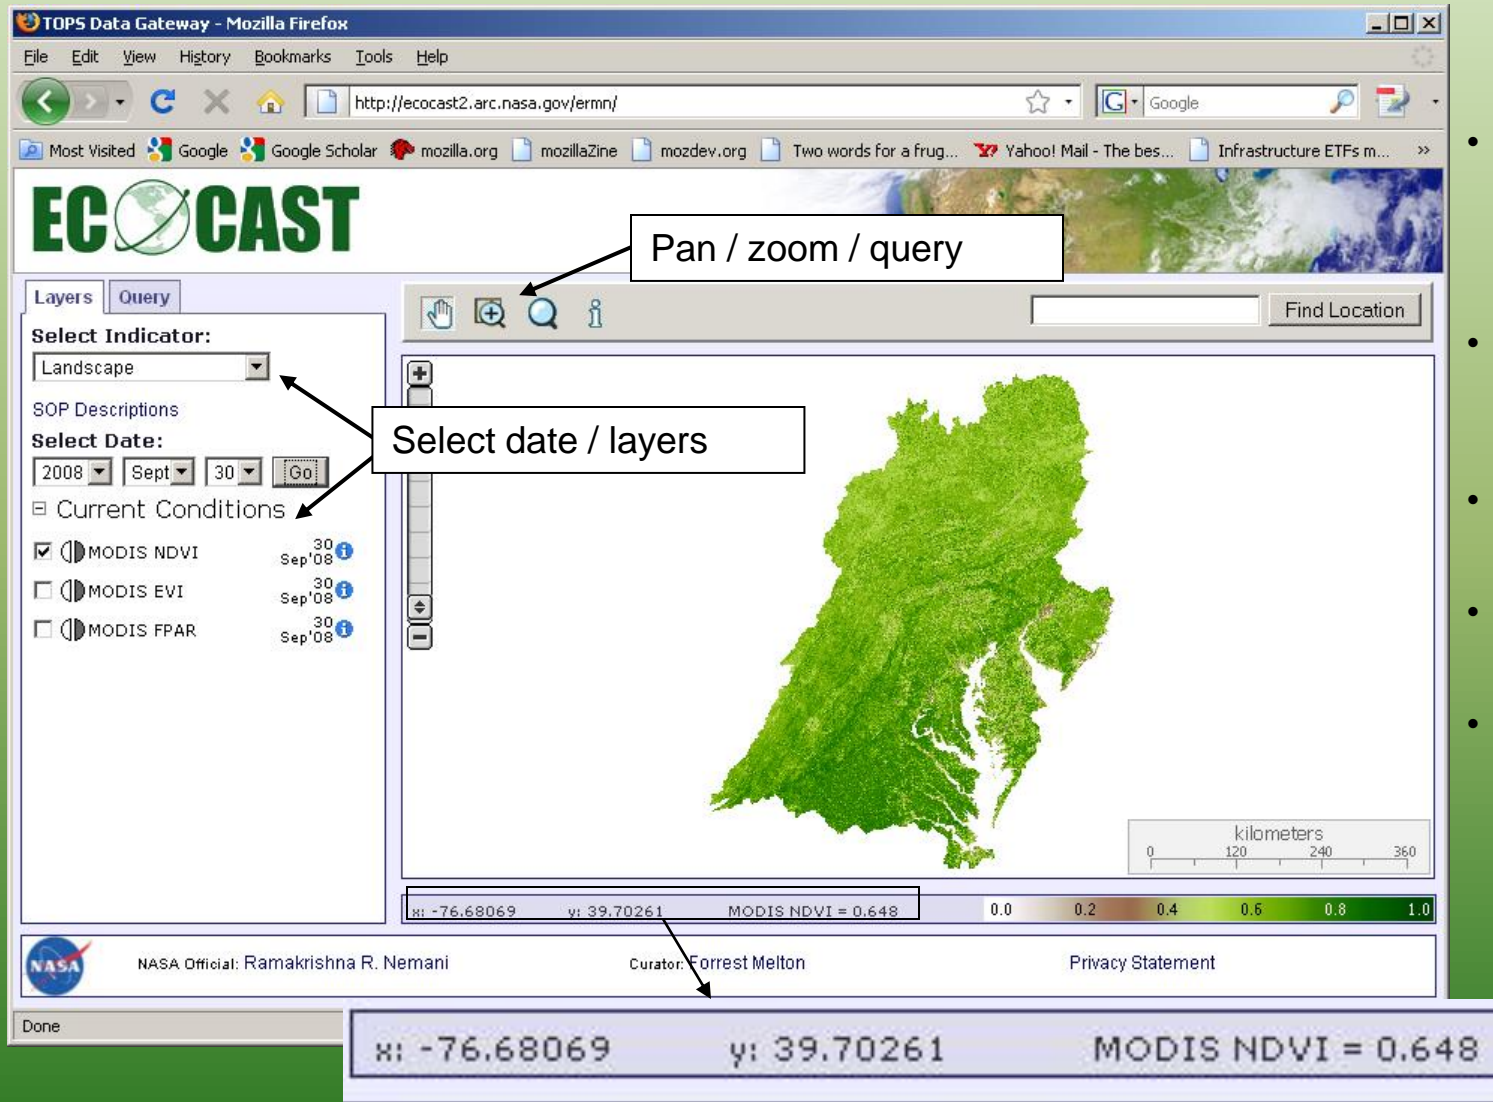 TOPS Data Gateway - Mozilla Firefox
File Edit View History Bookmarks Tools Help
http://ecocast2.arc.nasa.gov/ermn/
G Google
Most Visited Google Google Scholar mozilla.org mozillaZine mozdev.org Two words for a frug... Yahoo! Mail - The bes... Infrastructure ETFs m... »
ECOCAST
Pan / zoom / query
Layers Query
Find Location
Select Indicator:
Landscape
SOP Descriptions
Select Date:
2008 Sept 30 Go
Select date / layers
Current Conditions
MODIS NDVI 30 Sep'08
MODIS EVI 30 Sep'08
MODIS FPAR 30 Sep'08
kilometers
0 120 240 360
x: -76.68069 y: 39.70261 MODIS NDVI = 0.648
0.0 0.2 0.4 0.6 0.8 1.0
NASA
NASA Official: Ramakrishna R. Nemani Curator: Forrest Melton Privacy Statement
Done
x: -76.68069 y: 39.70261 MODIS NDVI = 0.648